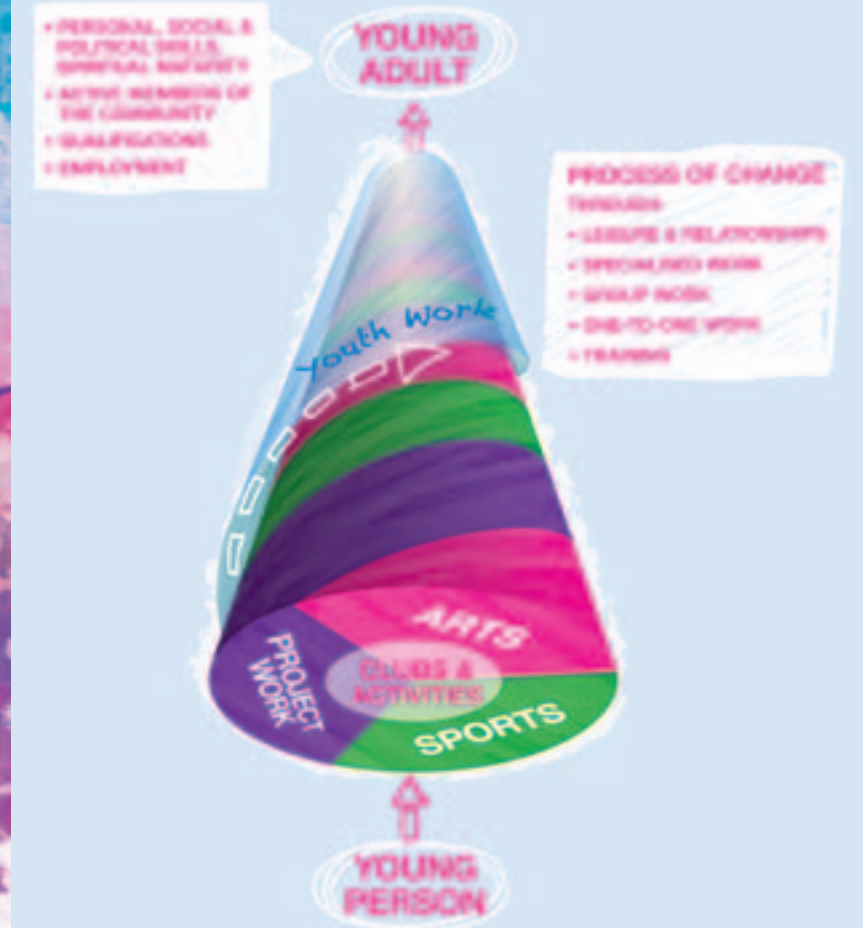 • PERSONAL, SOCIAL &
POLITICAL SKILLS,
SPIRITUAL MATURITY
• ACTIVE MEMBERS OF
THE COMMUNITY
• QUALIFICATIONS
• EMPLOYMENT
YOUNG
ADULT
PROCESS OF CHANGE
THROUGH:
• LEISURE & RELATIONSHIPS
• SPECIALISED WORK
• GROUP WORK
• ONE-TO-ONE WORK
• TRAINING
Youth Work
ARTS
PROJECT
WORK
CLUBS &
ACTIVITIES
SPORTS
YOUNG
PERSON